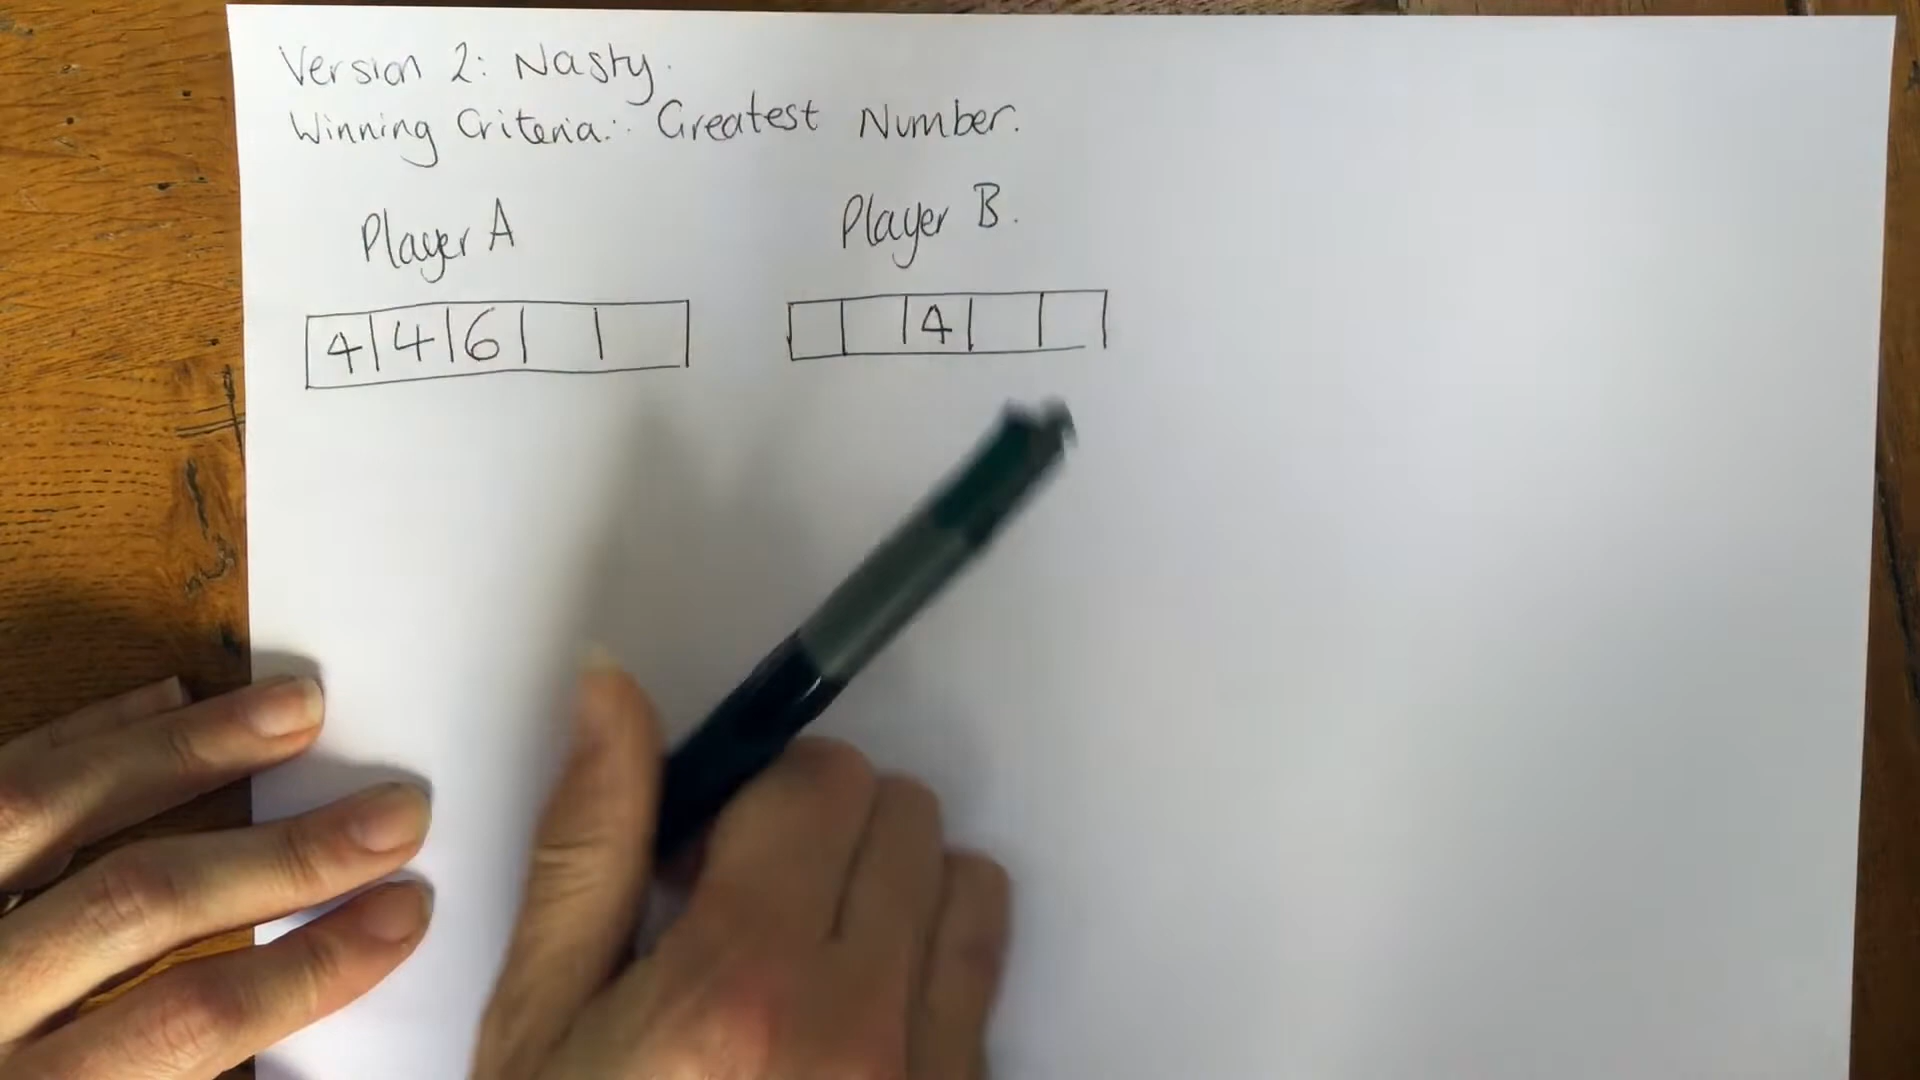 Version 2: Nasty.
Winning Criteria: Greatest Number.
Player A
Player B.
4 4 6
4